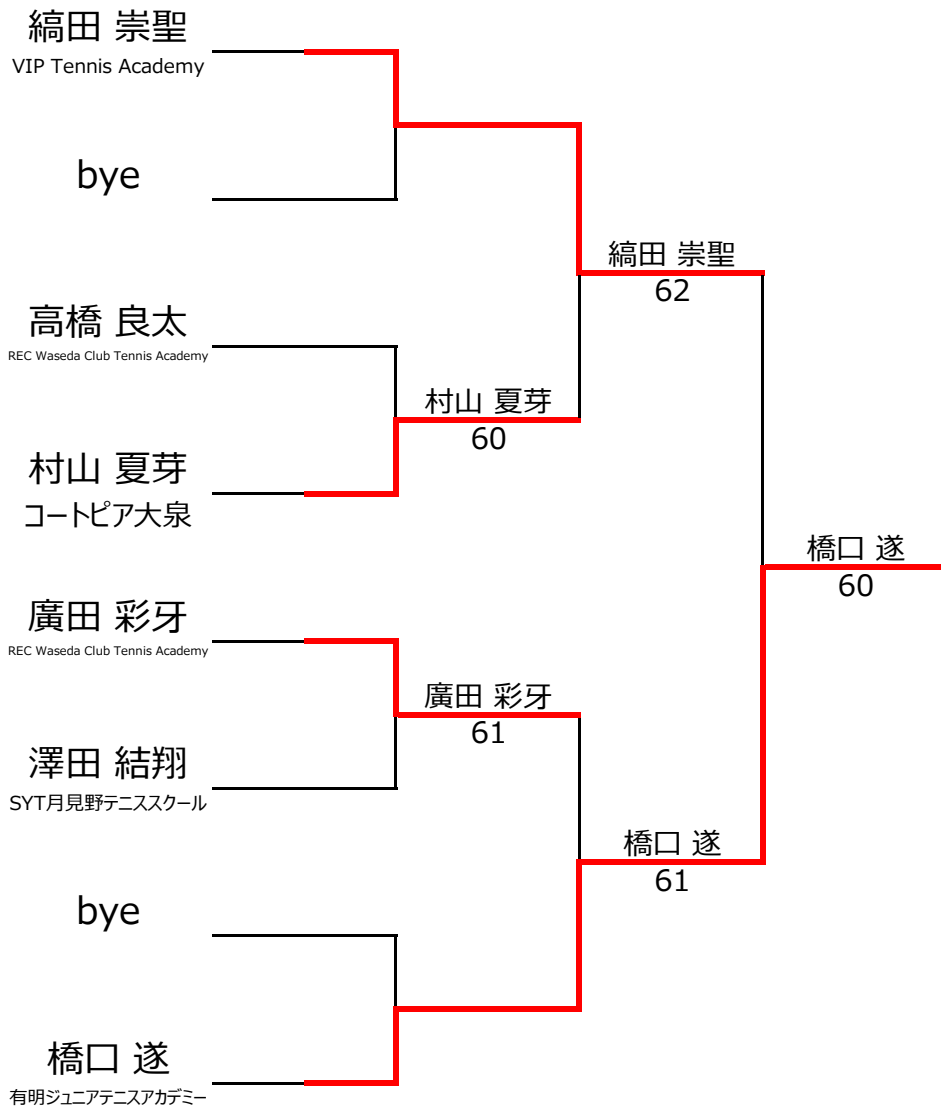 縞田 崇聖
VIP Tennis Academy
bye
高橋 良太
REC Waseda Club Tennis Academy
村山 夏芽
コートピア大泉
廣田 彩牙
REC Waseda Club Tennis Academy
澤田 結翔
SYT月見野テニススクール
bye
橋口 遂
有明ジュニアテニスアカデミー
村山 夏芽
60
廣田 彩牙
61
縞田 崇聖
62
橋口 遂
61
橋口 遂
60